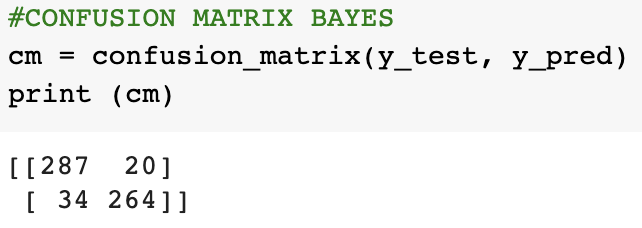 #CONFUSION MATRIX BAYES
cm = confusion_matrix(y_test, y_pred)
print (cm)
[[287  20]
 [ 34 264]]